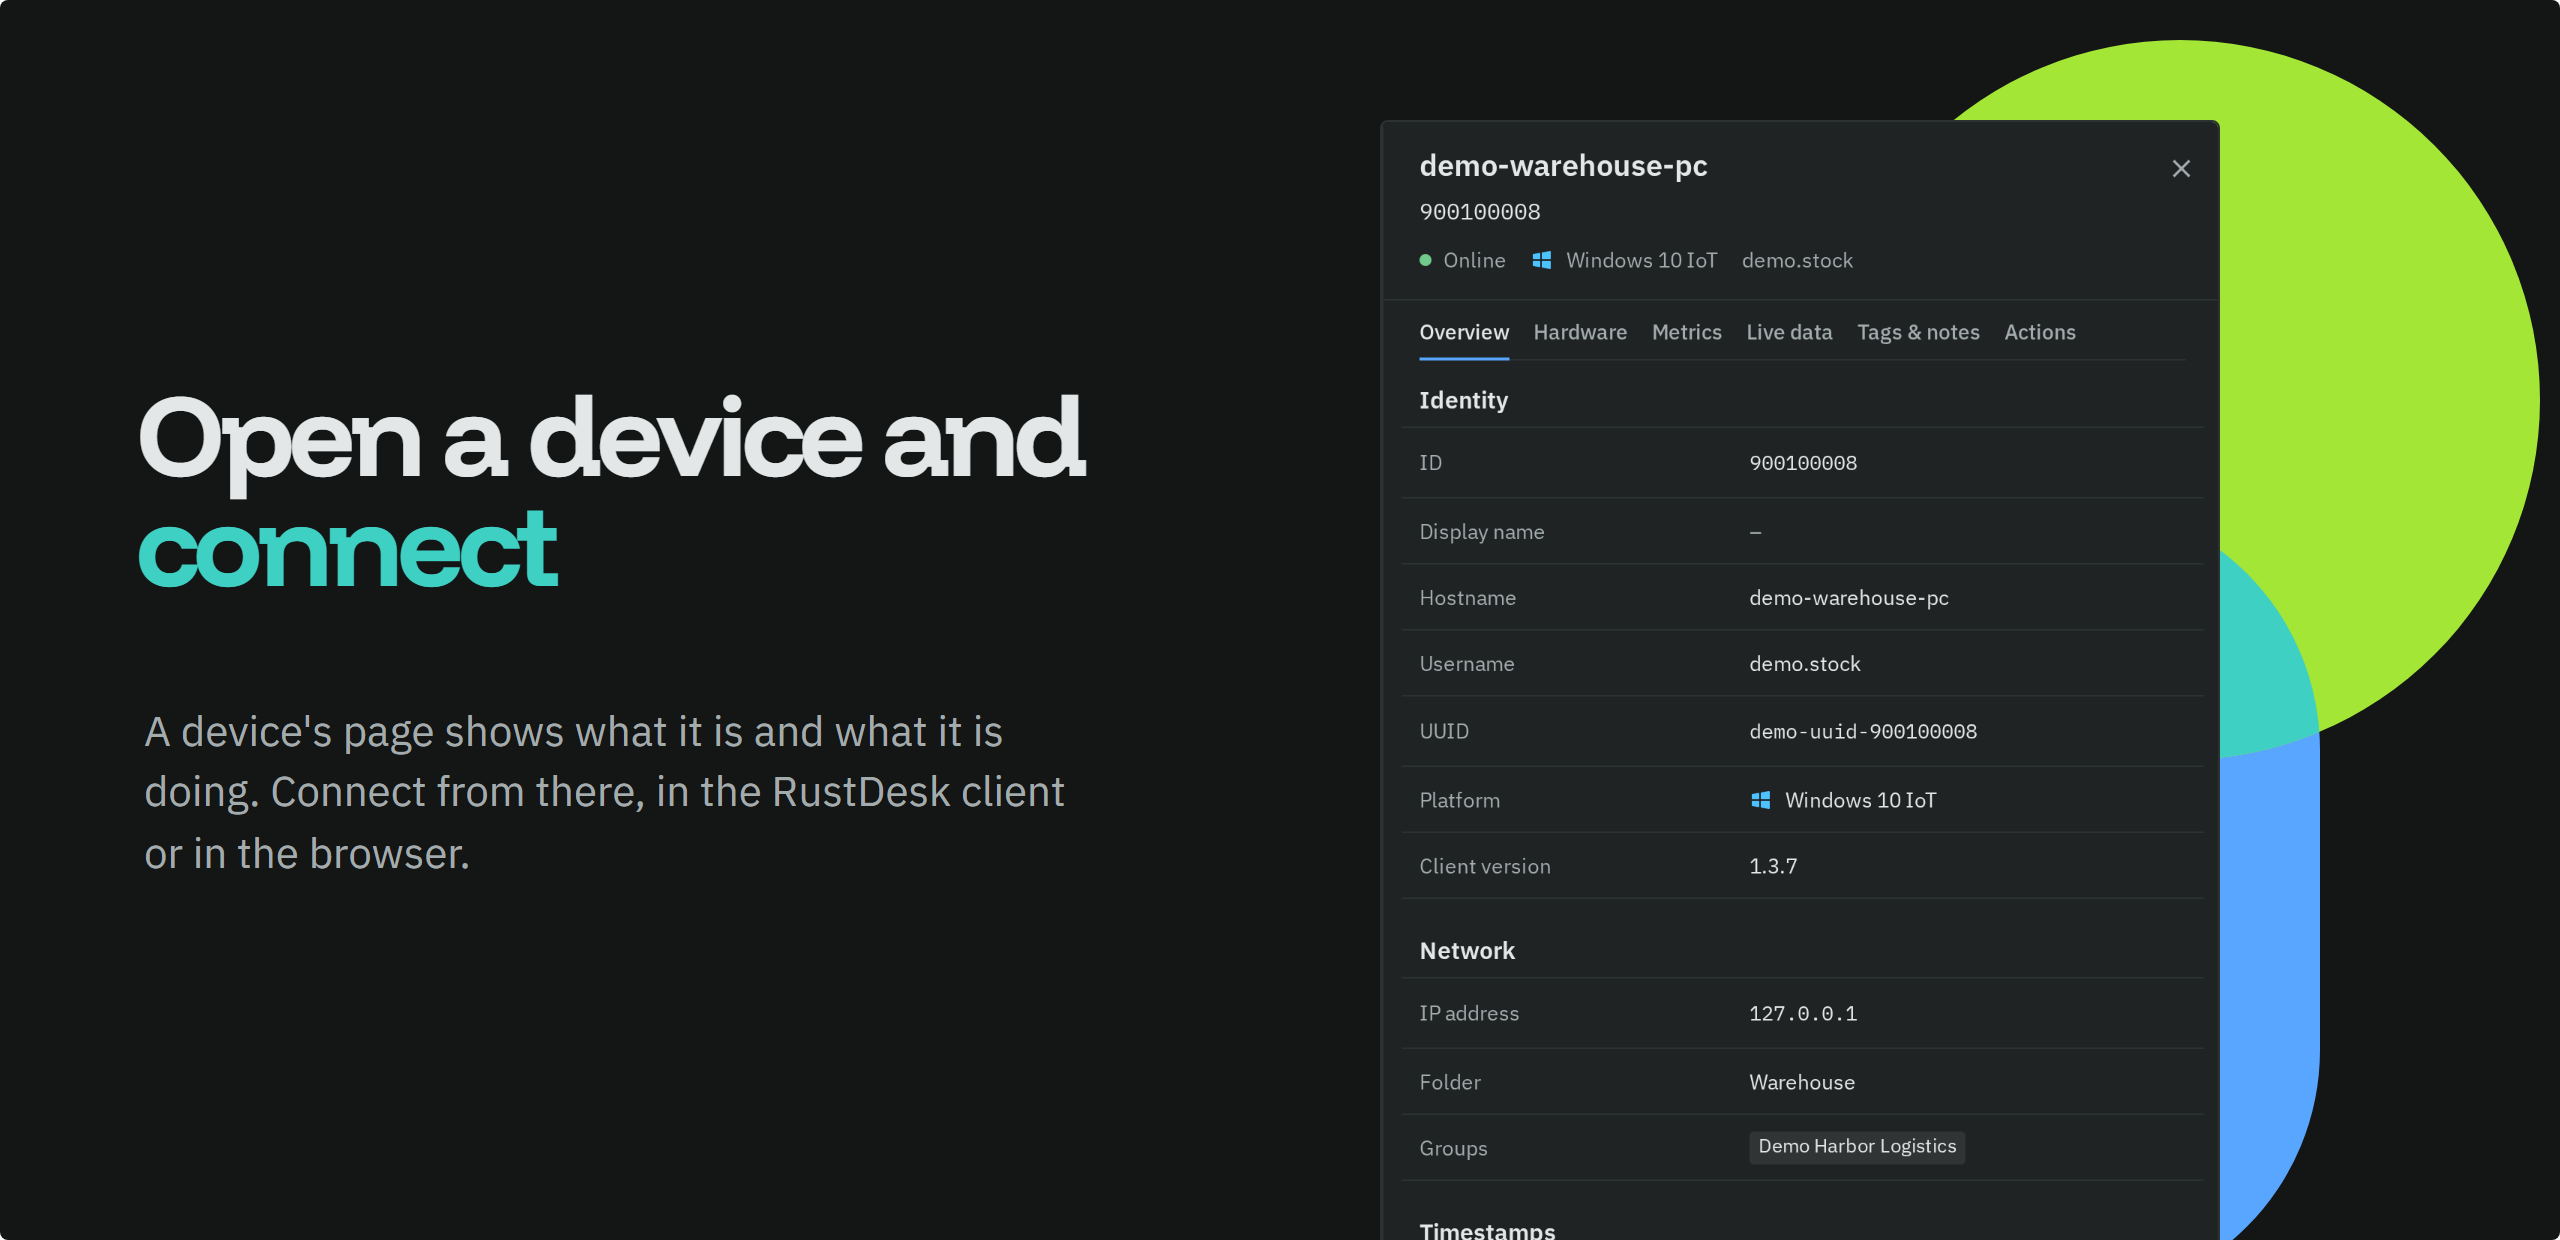 Open a device and
connect
A device's page shows what it is and what it is
doing. Connect from there, in the RustDesk client
or in the browser.
demo-warehouse-pc
900100008
Online Windows 10 IoT demo.stock
Overview Hardware Metrics Live data Tags & notes Actions
Identity
ID 900100008
Display name –
Hostname demo-warehouse-pc
Username demo.stock
UUID demo-uuid-900100008
Platform Windows 10 IoT
Client version 1.3.7
Network
IP address 127.0.0.1
Folder Warehouse
Groups Demo Harbor Logistics
Timestamps